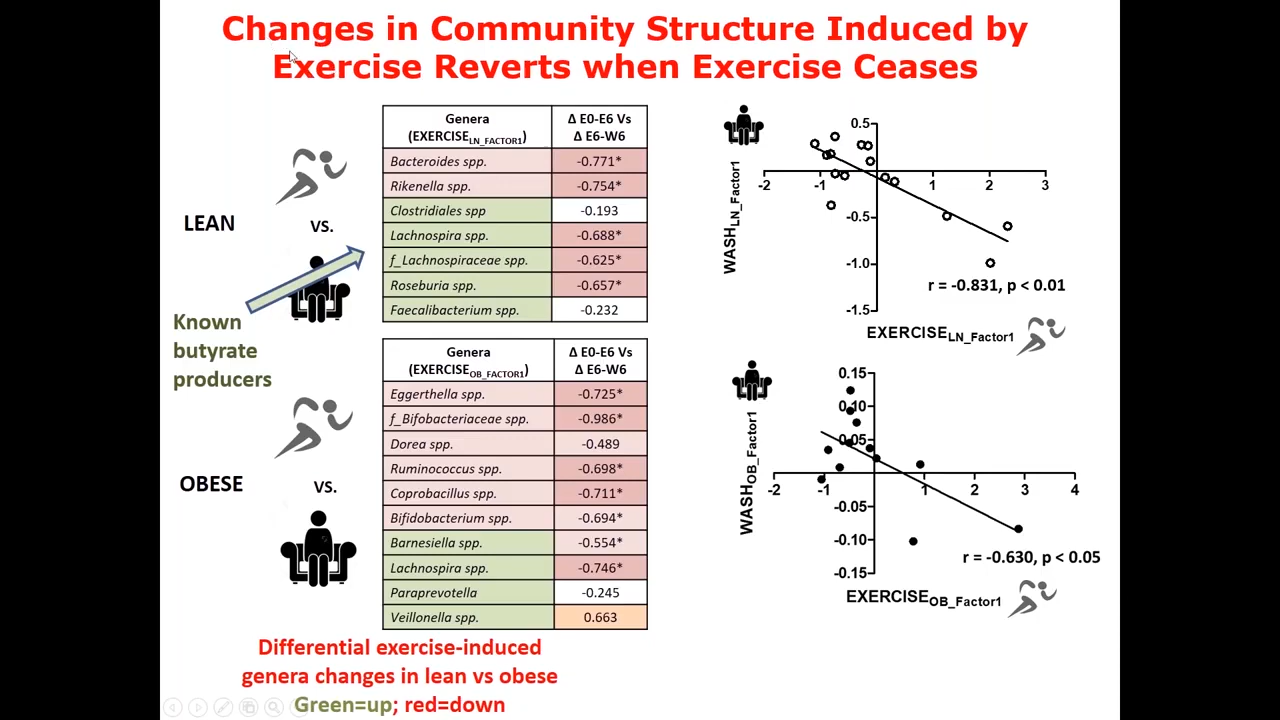 Changes in Community Structure Induced by
Exercise Reverts when Exercise Ceases
LEAN
VS.
Known
butyrate
producers
OBESE
VS.
Genera
(EXERCISELN_FACTOR1)
Δ E0-E6 Vs
Δ E6-W6
Bacteroides spp. -0.771*
Rikenella spp. -0.754*
Clostridiales spp -0.193
Lachnospira spp. -0.688*
f_Lachnospiraceae spp. -0.625*
Roseburia spp. -0.657*
Faecalibacterium spp. -0.232
Genera
(EXERCISEOB_FACTOR1)
Δ E0-E6 Vs
Δ E6-W6
Eggerthella spp. -0.725*
f_Bifobacteriaceae spp. -0.986*
Dorea spp. -0.489
Ruminococcus spp. -0.698*
Coprobacillus spp. -0.711*
Bifidobacterium spp. -0.694*
Barnesiella spp. -0.554*
Lachnospira spp. -0.746*
Paraprevotella -0.245
Veillonella spp. 0.663
Differential exercise-induced
genera changes in lean vs obese
Green=up; red=down
WASHLN_Factor1
0.5
-2 -1 1 2 3
-0.5
-1.0
-1.5
r = -0.831, p < 0.01
EXERCISELN_Factor1
WASHOB_Factor1
0.15
0.10
0.05
-2 -1 1 2 3 4
-0.05
-0.10
-0.15
r = -0.630, p < 0.05
EXERCISEOB_Factor1